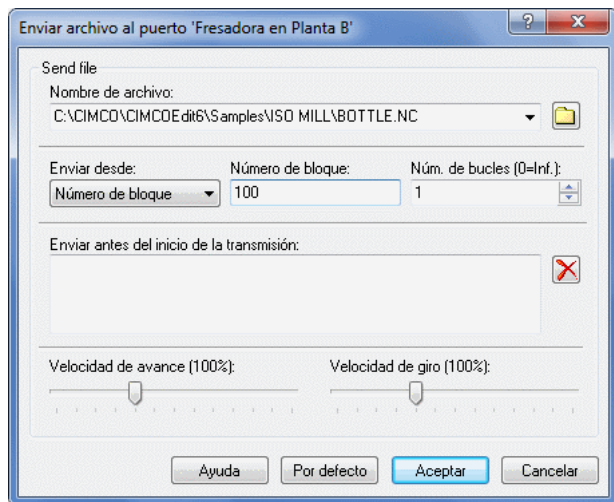 Enviar archivo al puerto 'Fresadora en Planta B'
Send file
Nombre de archivo:
C:\CIMCO\CIMCOEdit6\Samples\ISO MILL\BOTTLE.NC
Enviar desde: Número de bloque: Núm. de bucles (0=Inf.):
Número de bloque 100 1
Enviar antes del inicio de la transmisión:
Velocidad de avance (100%): Velocidad de giro (100%):
Ayuda Por defecto Aceptar Cancelar